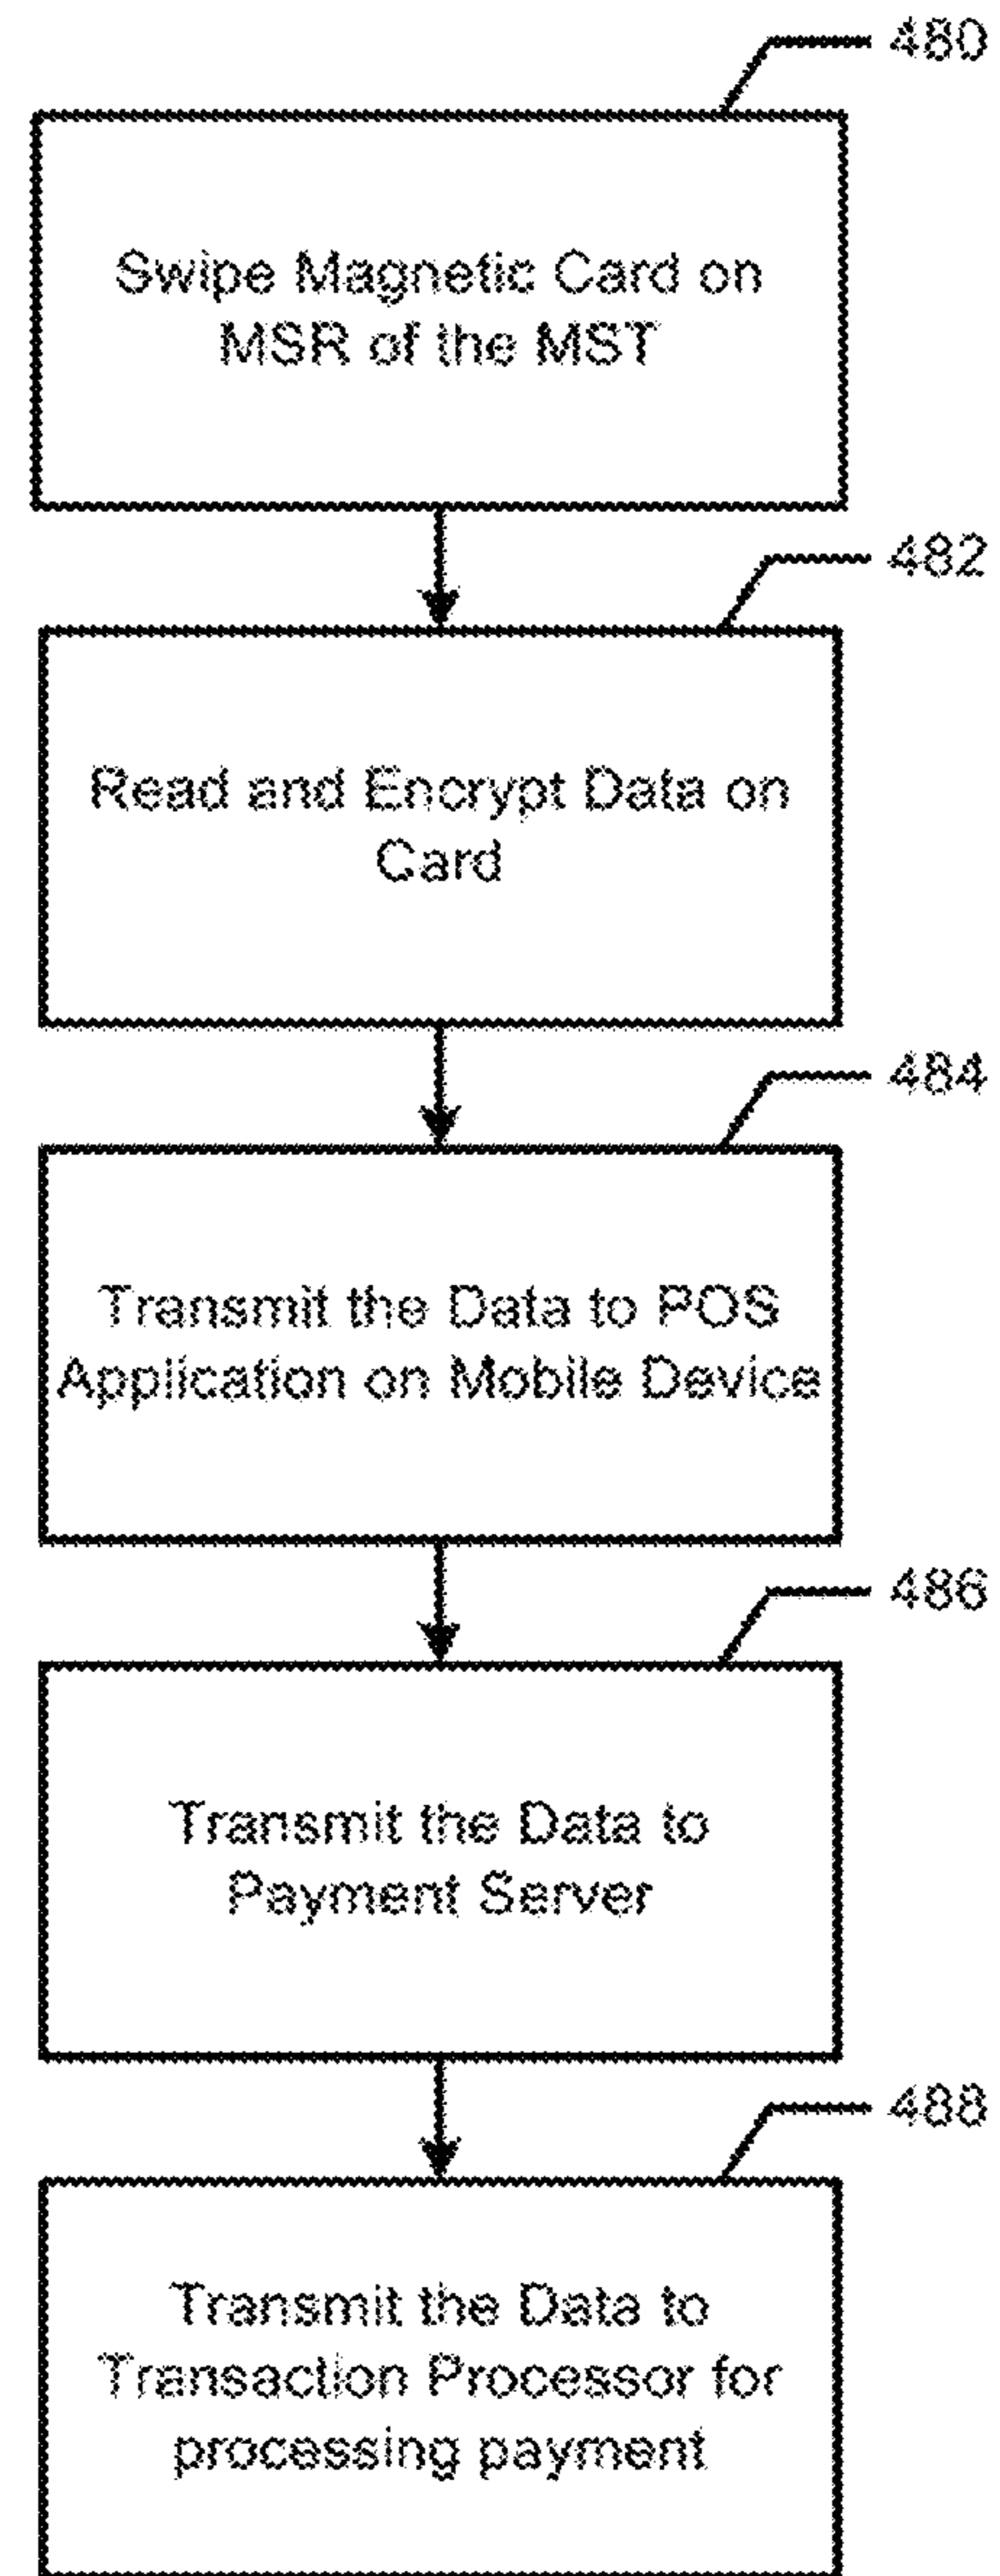 480
Swipe Magnetic Card on
MSR of the MST
482
Read and Encrypt Data on
Card
484
Transmit the Data to POS
Application on Mobile Device
486
Transmit the Data to
Payment Server
488
Transmit the Data to
Transaction Processor for
processing payment